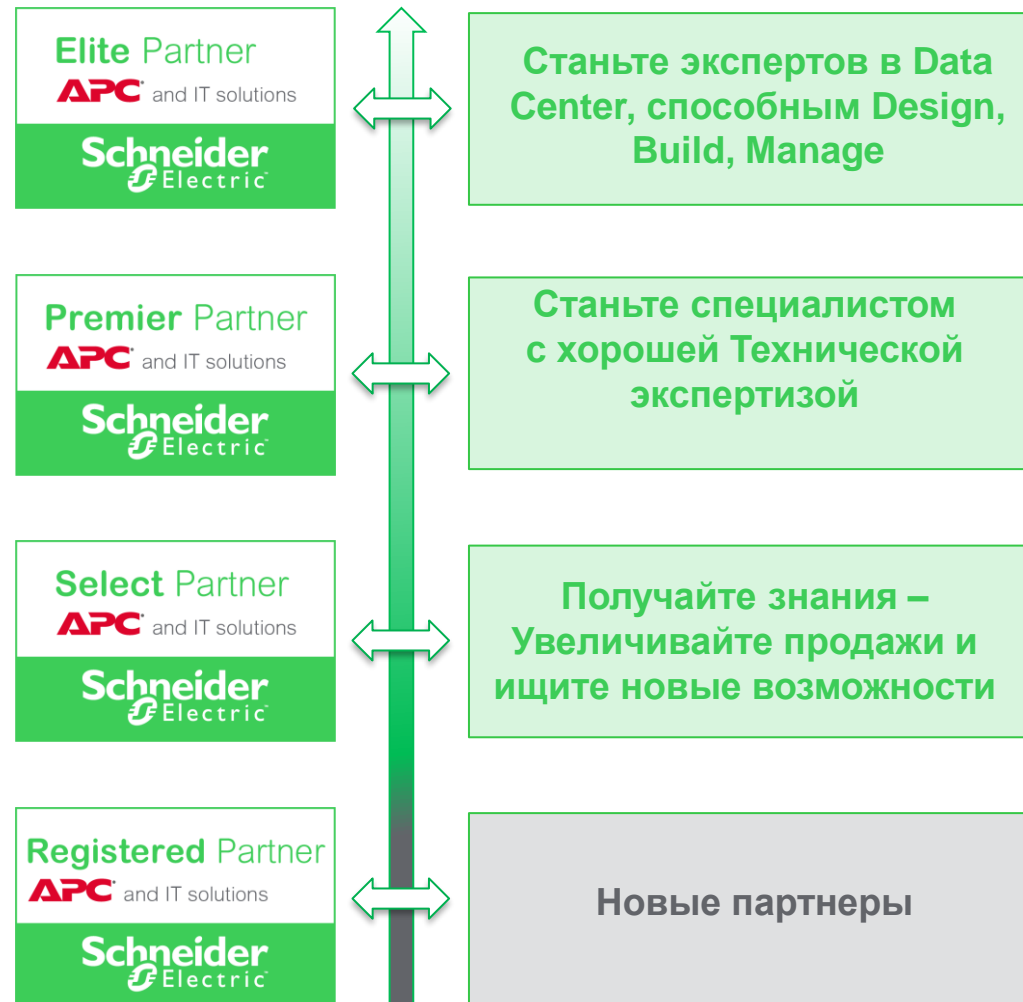 Elite Partner
APC and IT solutions
Schneider
Electric
Станьте экспертов в Data
Center, способным Design,
Build, Manage
Premier Partner
APC and IT solutions
Schneider
Electric
Станьте специалистом
с хорошей Технической
экспертизой
Select Partner
APC and IT solutions
Schneider
Electric
Получайте знания –
Увеличивайте продажи и
ищите новые возможности
Registered Partner
APC and IT solutions
Schneider
Electric
Новые партнеры